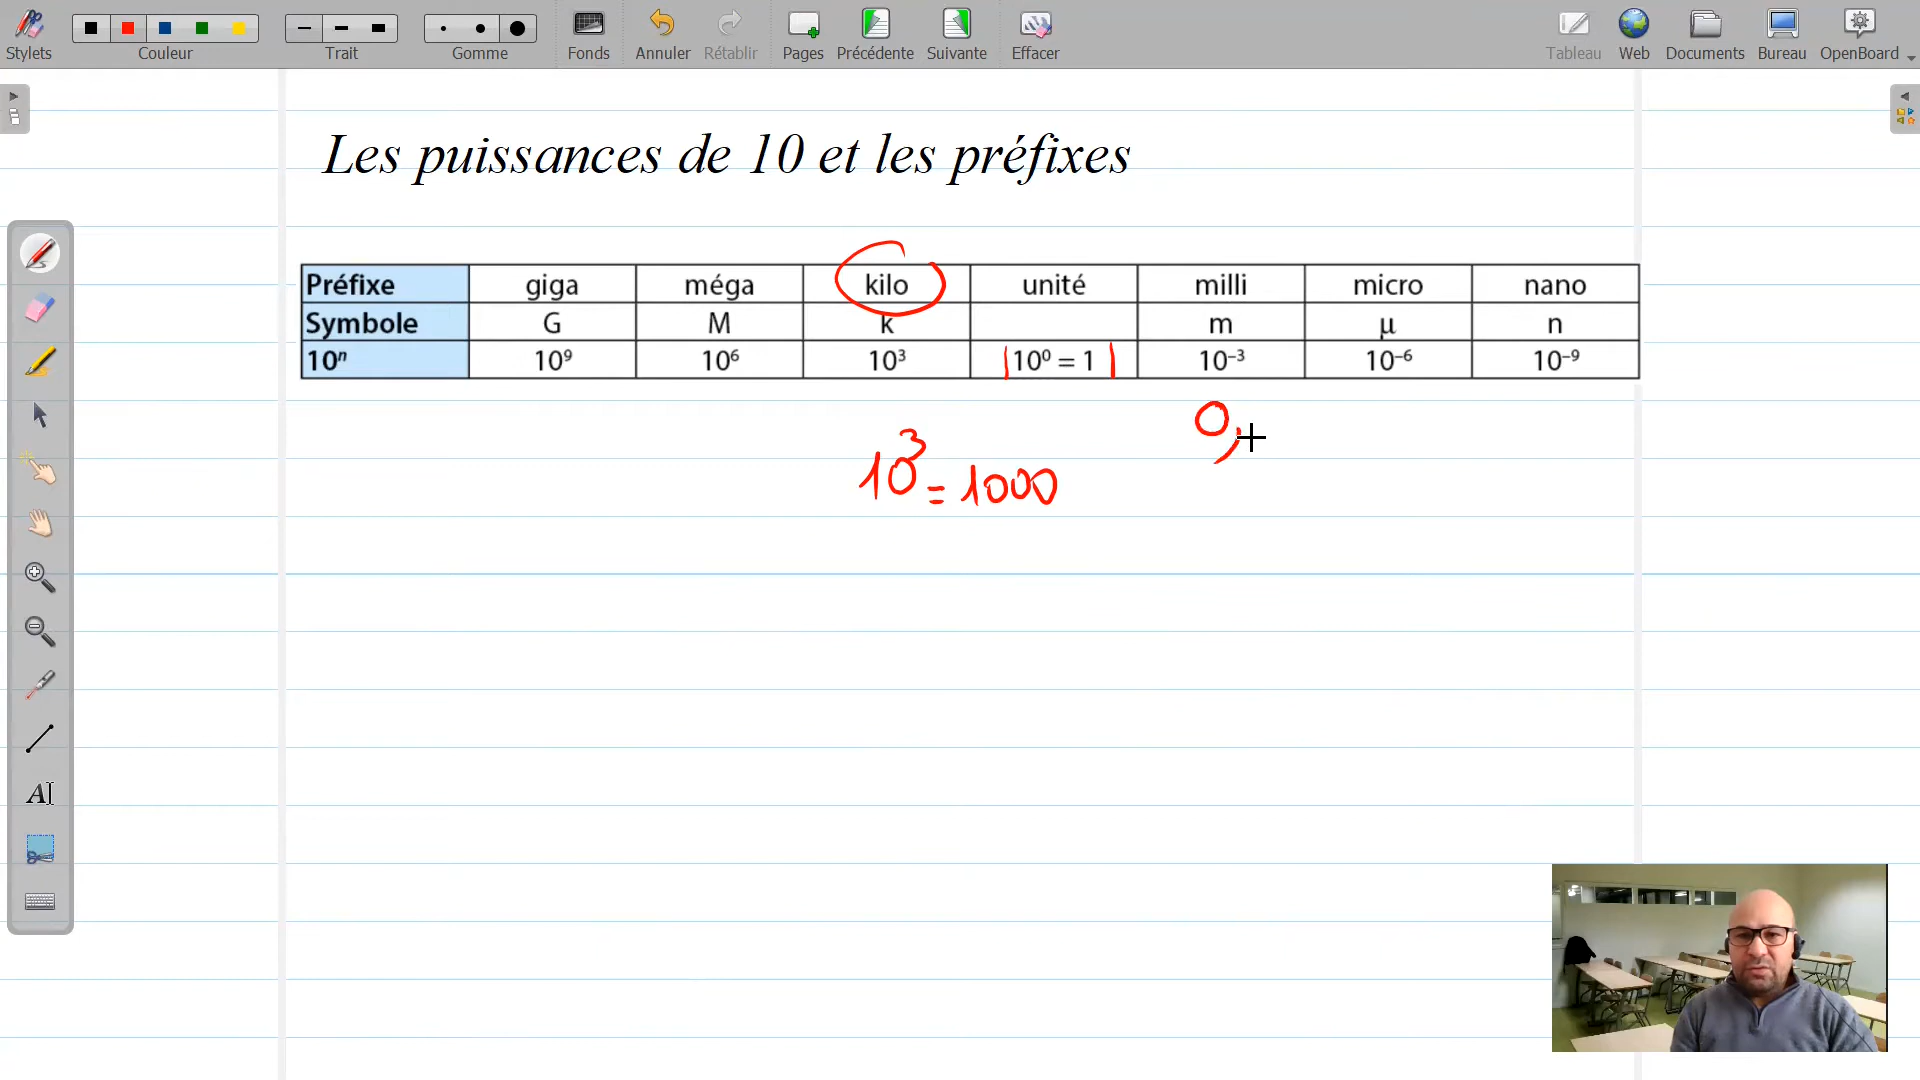 Stylets Couleur Trait Gomme Fonds Annuler Rétablir Pages Précédente Suivante Effacer Tableau Web Documents Bureau OpenBoard
Les puissances de 10 et les préfixes
Préfixe giga méga kilo unité milli micro nano
Symbole G M k m μ n
10ⁿ 10⁹ 10⁶ 10³ 10⁰ = 1 10⁻³ 10⁻⁶ 10⁻⁹
0,
10³ = 1000